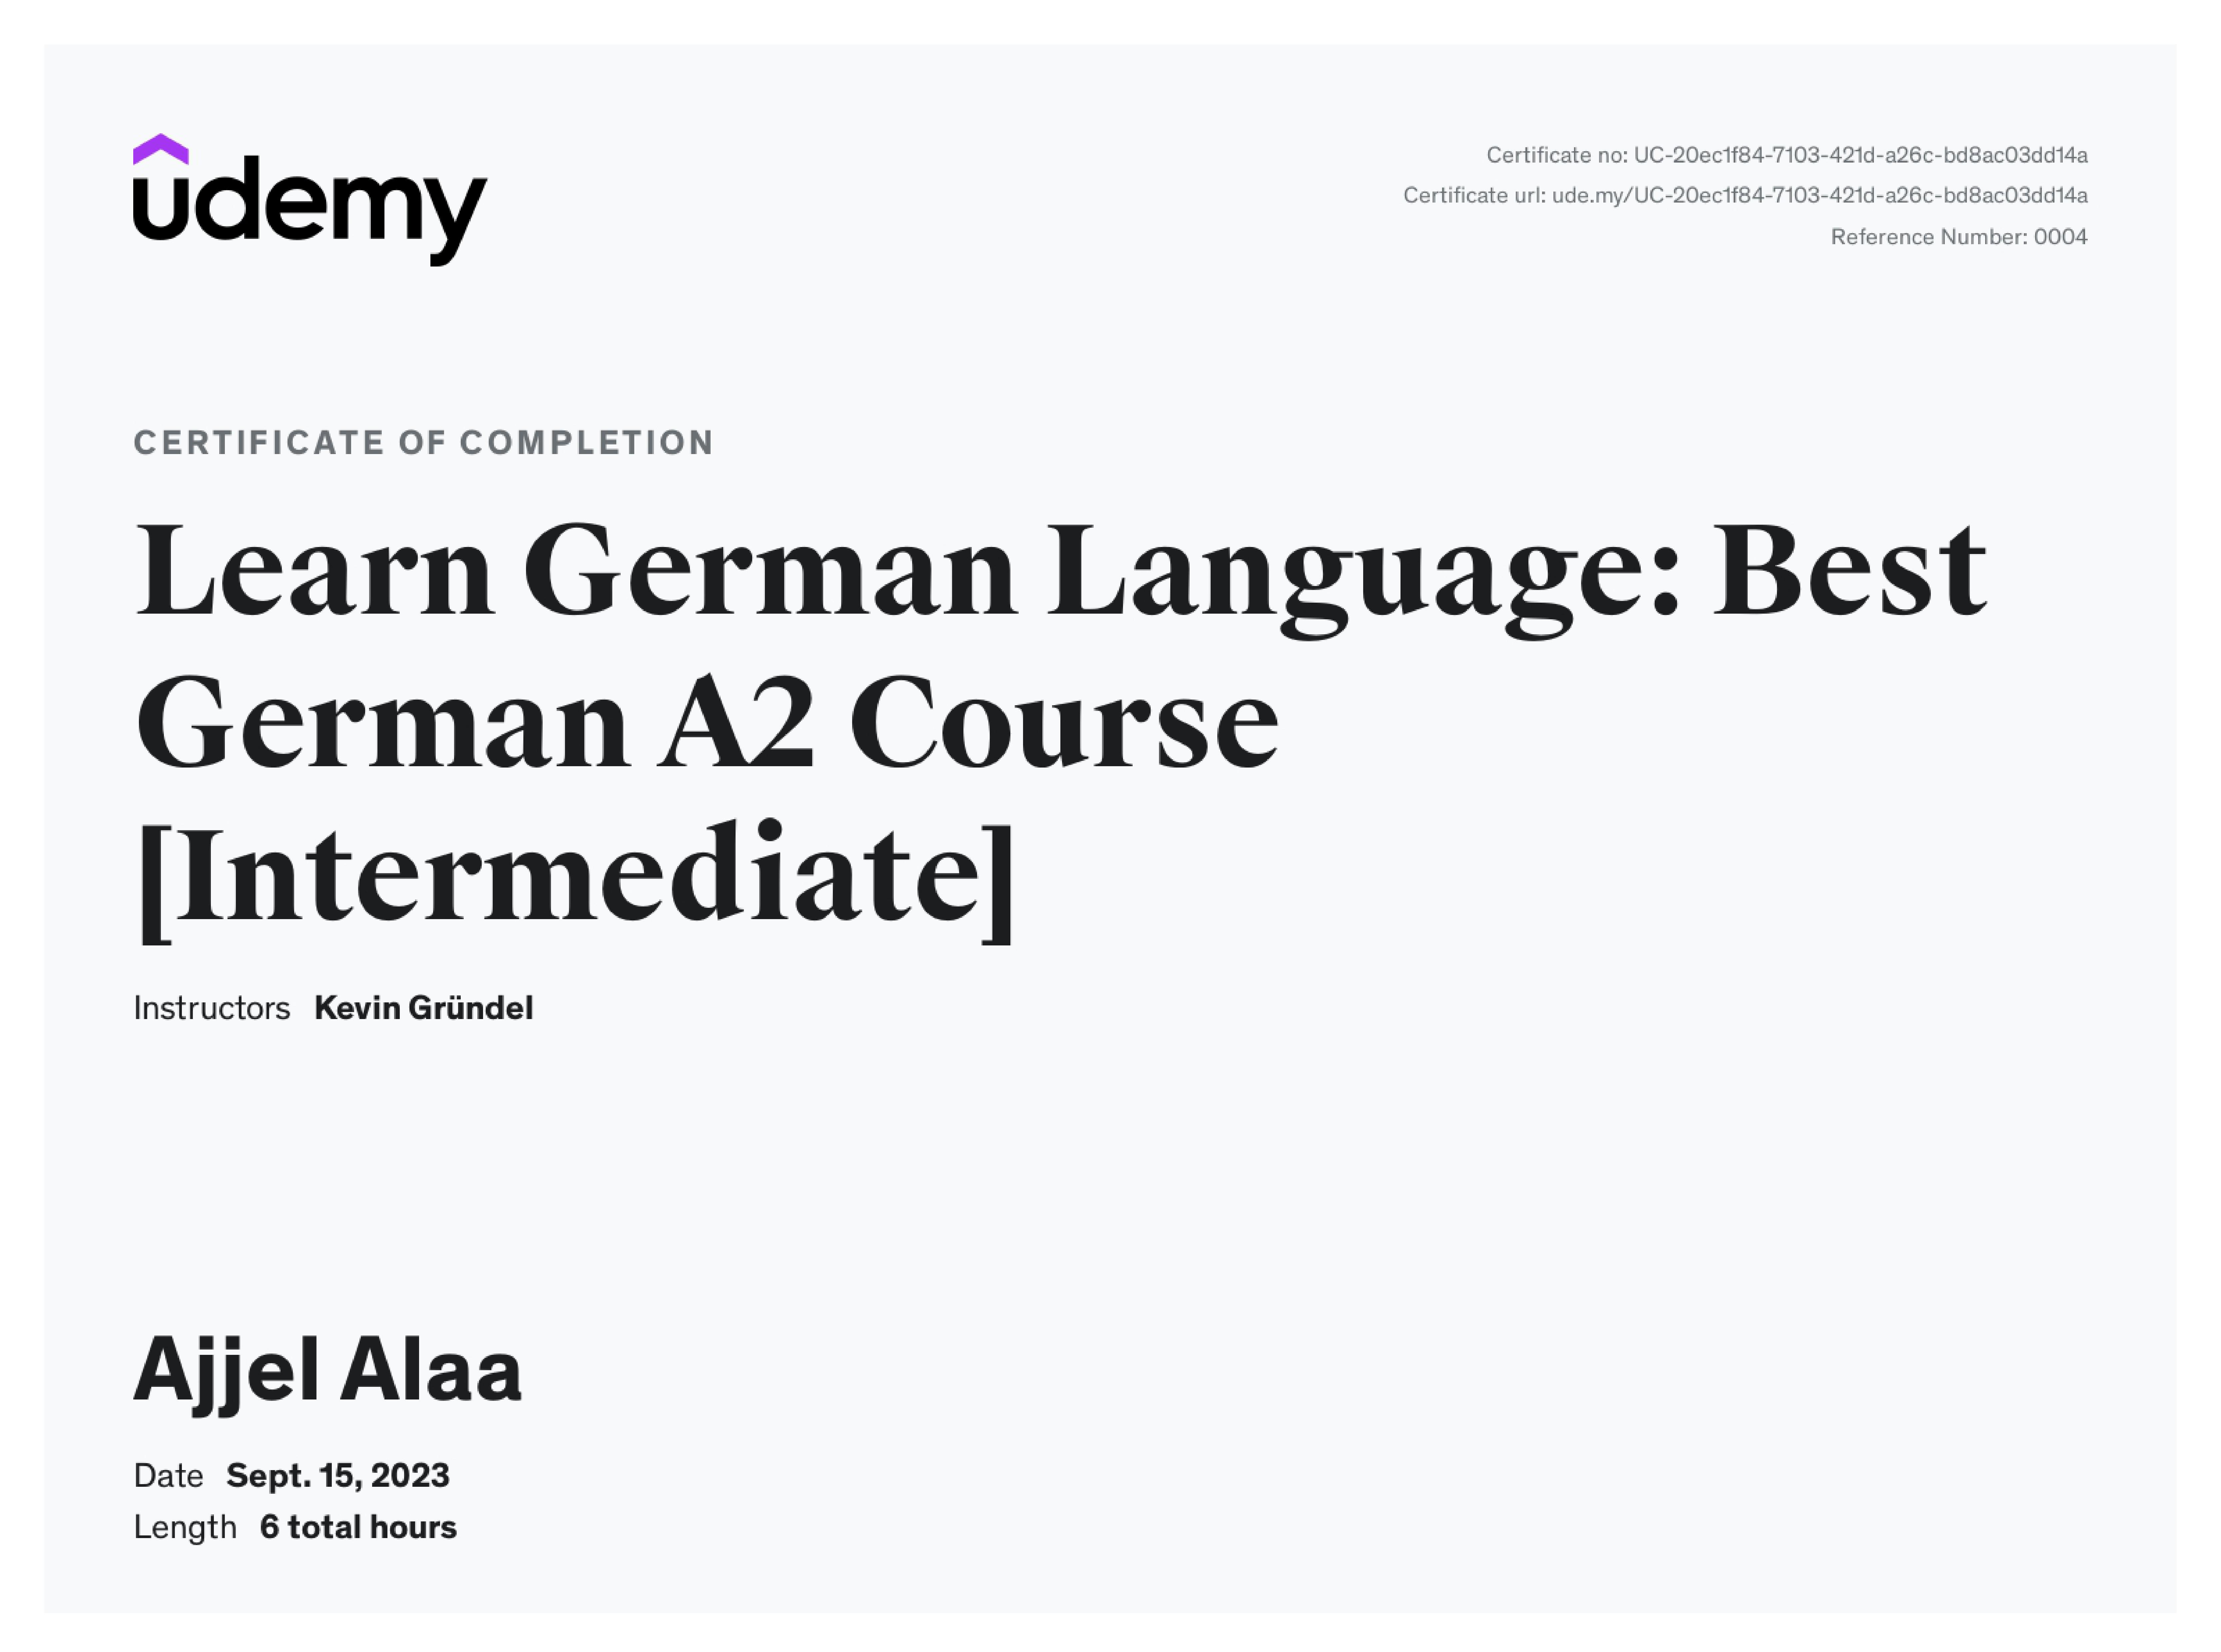 udemy
Certificate no: UC-20ec1f84-7103-421d-a26c-bd8ac03dd14a
Certificate url: ude.my/UC-20ec1f84-7103-421d-a26c-bd8ac03dd14a
Reference Number: 0004
CERTIFICATE OF COMPLETION
Learn German Language: Best
German A2 Course
[Intermediate]
Instructors Kevin Gründel
Ajjel Alaa
Date Sept. 15, 2023
Length 6 total hours